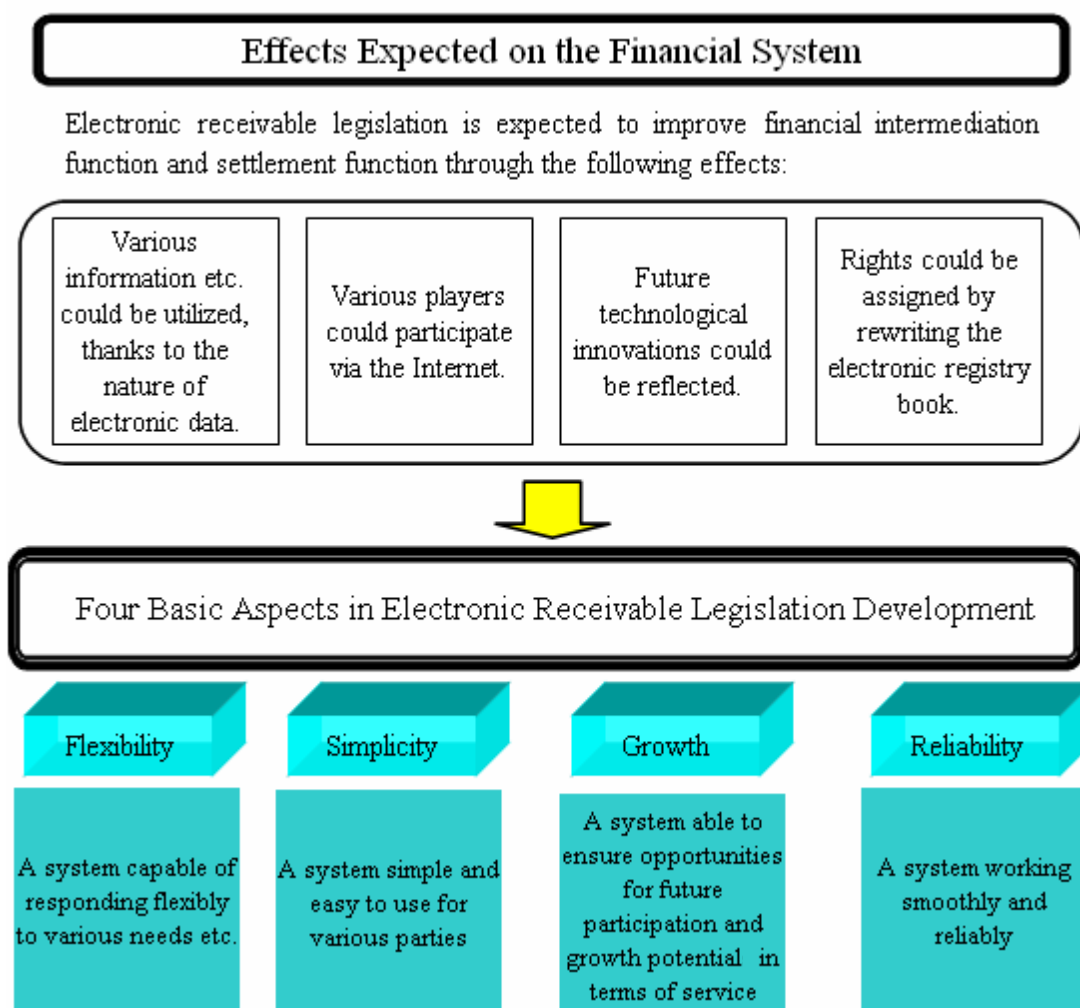 Effects Expected on the Financial System
Electronic receivable legislation is expected to improve financial intermediation
function and settlement function through the following effects:
Various
information etc.
could be utilized,
thanks to the
nature of
electronic data.
Various players
could participate
via the Internet.
Future
technological
innovations could
be reflected.
Rights could be
assigned by
rewriting the
electronic registry
book.
Four Basic Aspects in Electronic Receivable Legislation Development
Flexibility
A system capable of
responding flexibly
to various needs etc.
Simplicity
A system simple and
easy to use for
various parties
Growth
A system able to
ensure opportunities
for future
participation and
growth potential in
terms of service
Reliability
A system working
smoothly and
reliably